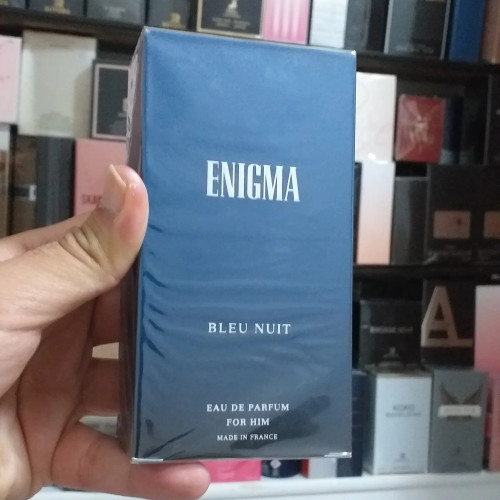 ENIGMA
BLEU NUIT
EAU DE PARFUM
FOR HIM
MADE IN FRANCE